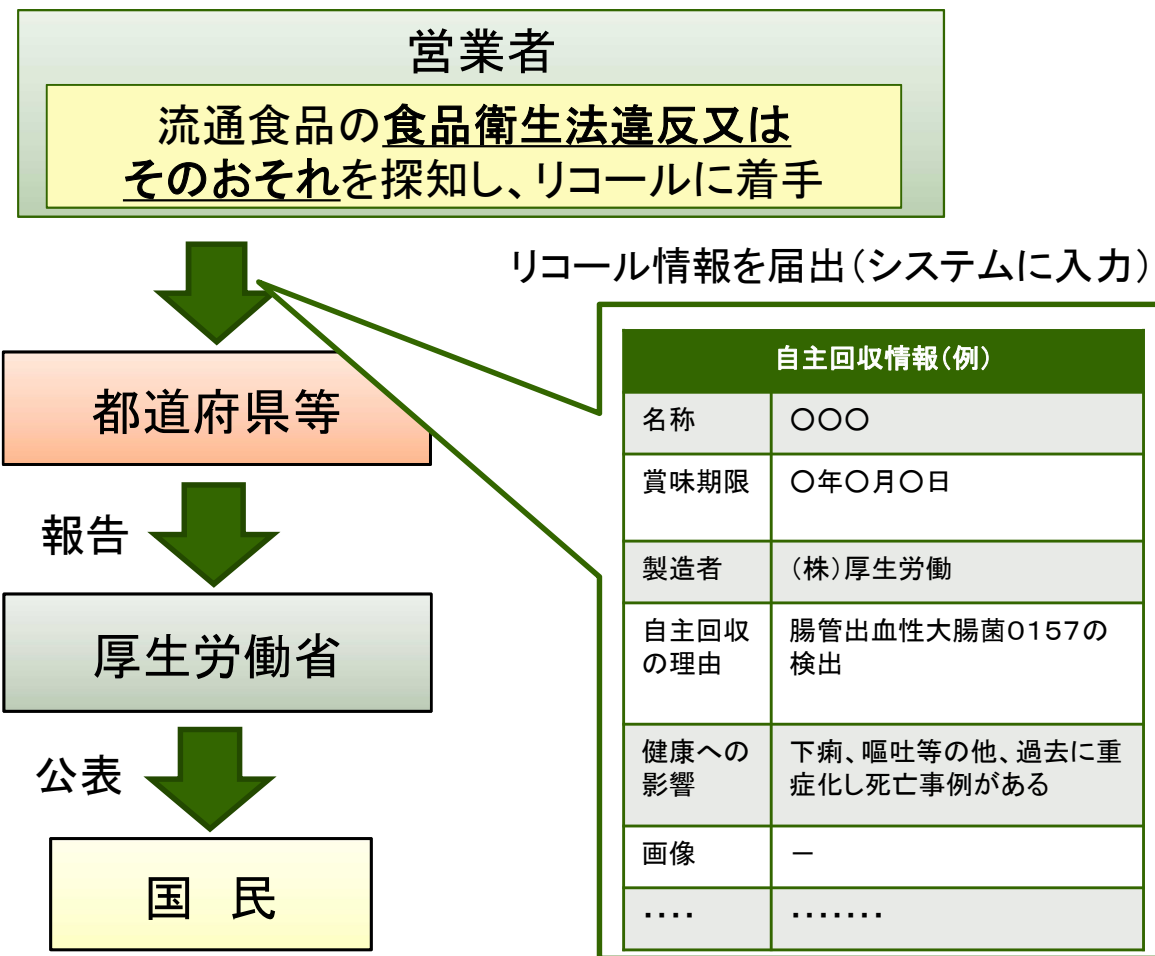 営業者
流通食品の食品衛生法違反又は
そのおそれを探知し、リコールに着手
リコール情報を届出(システムに入力)
都道府県等
報告
厚生労働省
公表
国 民
自主回収情報(例)
名称 〇〇〇
賞味期限 〇年〇月〇日
製造者 (株)厚生労働
自主回収
の理由
腸管出血性大腸菌O157の
検出
健康への
影響
下痢、嘔吐等の他、過去に重
症化し死亡事例がある
画像 -
‥‥ ・・・・・・・